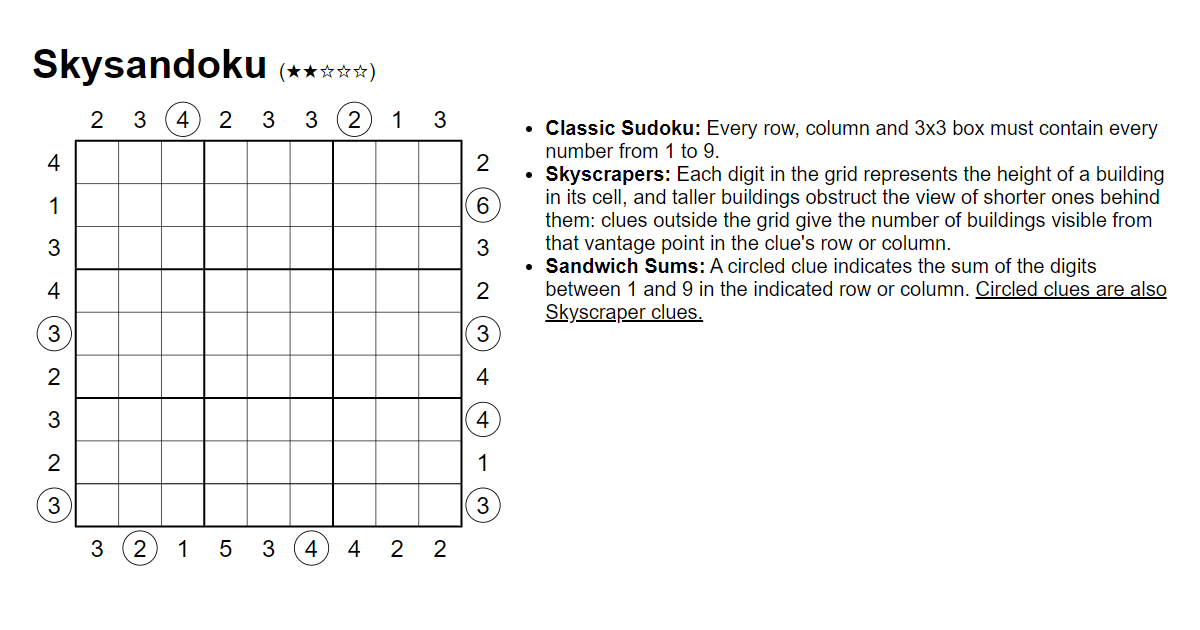 Skysandoku (★★☆☆☆)
2 3 4 2 3 3 2 1 3
4 2
1 6
3 3
4 2
3 3
2 4
3 4
2 1
3 3
3 2 1 5 3 4 4 2 2
• Classic Sudoku: Every row, column and 3x3 box must contain every
number from 1 to 9.
• Skyscrapers: Each digit in the grid represents the height of a building
in its cell, and taller buildings obstruct the view of shorter ones behind
them: clues outside the grid give the number of buildings visible from
that vantage point in the clue's row or column.
• Sandwich Sums: A circled clue indicates the sum of the digits
between 1 and 9 in the indicated row or column. Circled clues are also
Skyscraper clues.